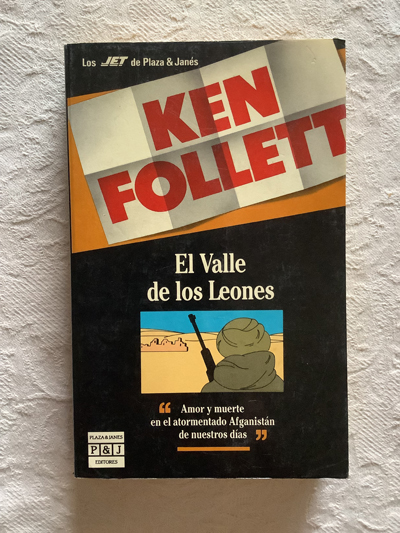 Los JET de Plaza & Janés
KEN
FOLLETT
El Valle
de los Leones
“ Amor y muerte
en el atormentado Afganistán
de nuestros días ”
PLAZA & JANES
P & J
EDITORES